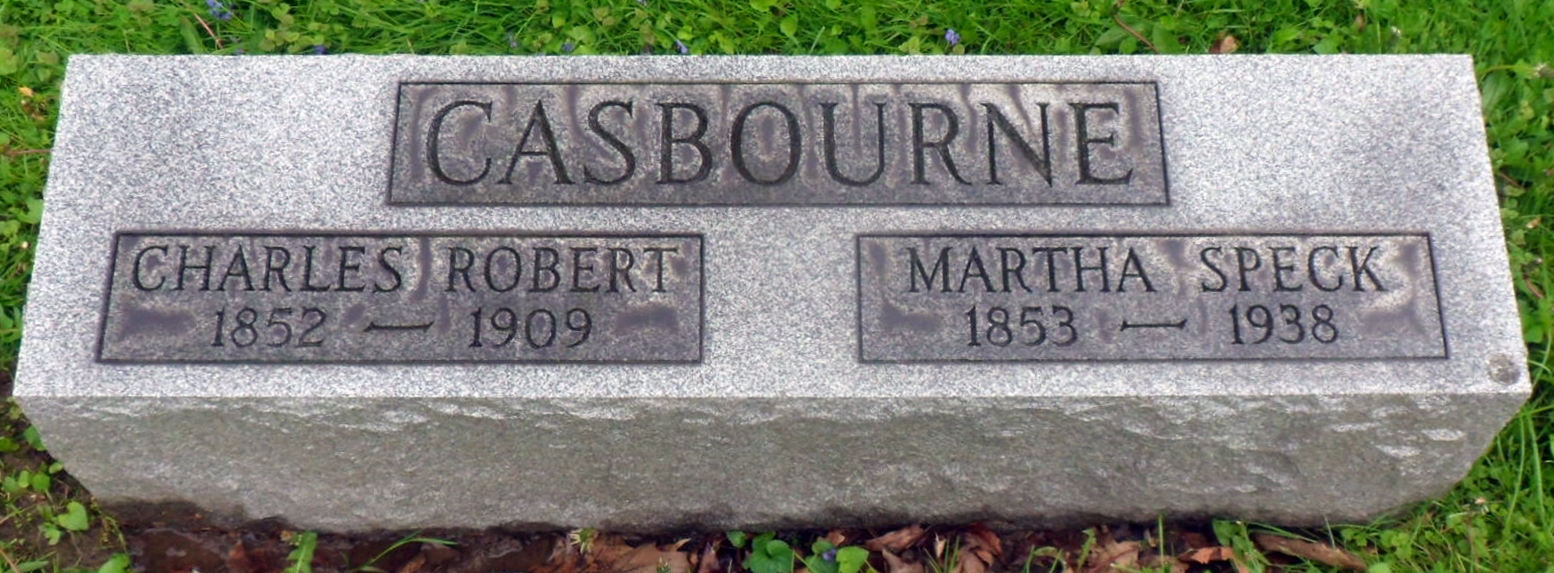 CASBOURNE
CHARLES ROBERT
1852 — 1909
MARTHA SPECK
1853 — 1938